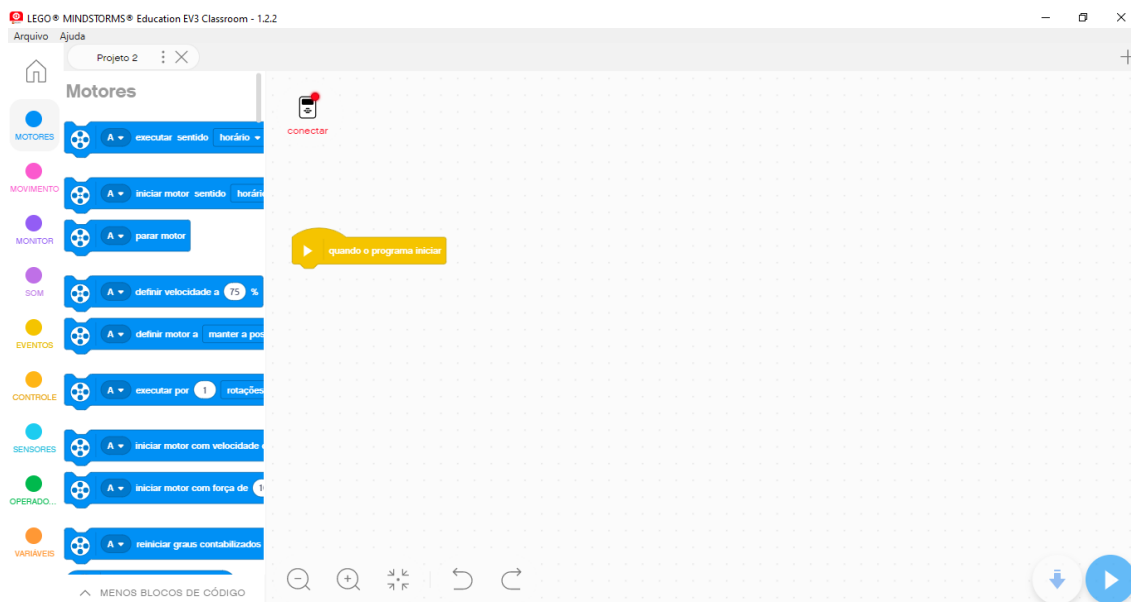 LEGO® MINDSTORMS® Education EV3 Classroom - 1.2.2
Arquivo Ajuda
Projeto 2
Motores
MOTORES
A executar sentido horário
conectar
MOVIMENTO
A iniciar motor sentido horári
MONITOR
A parar motor
quando o programa iniciar
SOM
A definir velocidade a 75 %
EVENTOS
A definir motor a manter a pos
CONTROLE
A executar por 1 rotações
SENSORES
A iniciar motor com velocidade
OPERADO...
A iniciar motor com força de
VARIÁVEIS
A reiniciar graus contabilizados
MENOS BLOCOS DE CÓDIGO